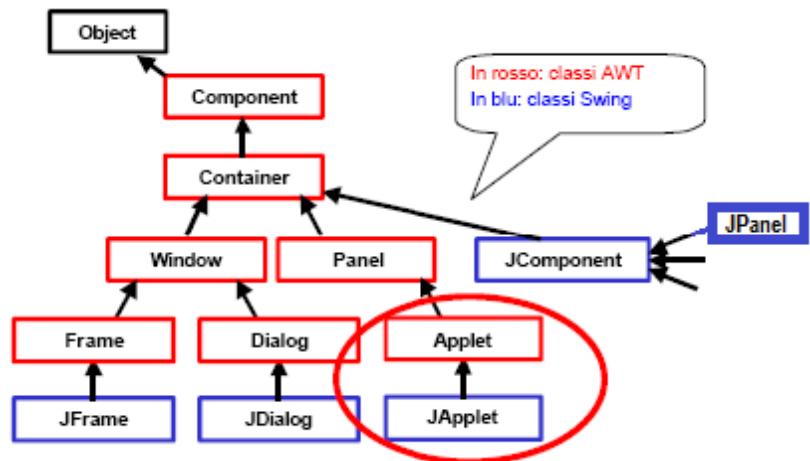 Object
Component
In rosso: classi AWT
In blu: classi Swing
Container
JPanel
Window
Panel
JComponent
Frame
Dialog
Applet
JFrame
JDialog
JApplet